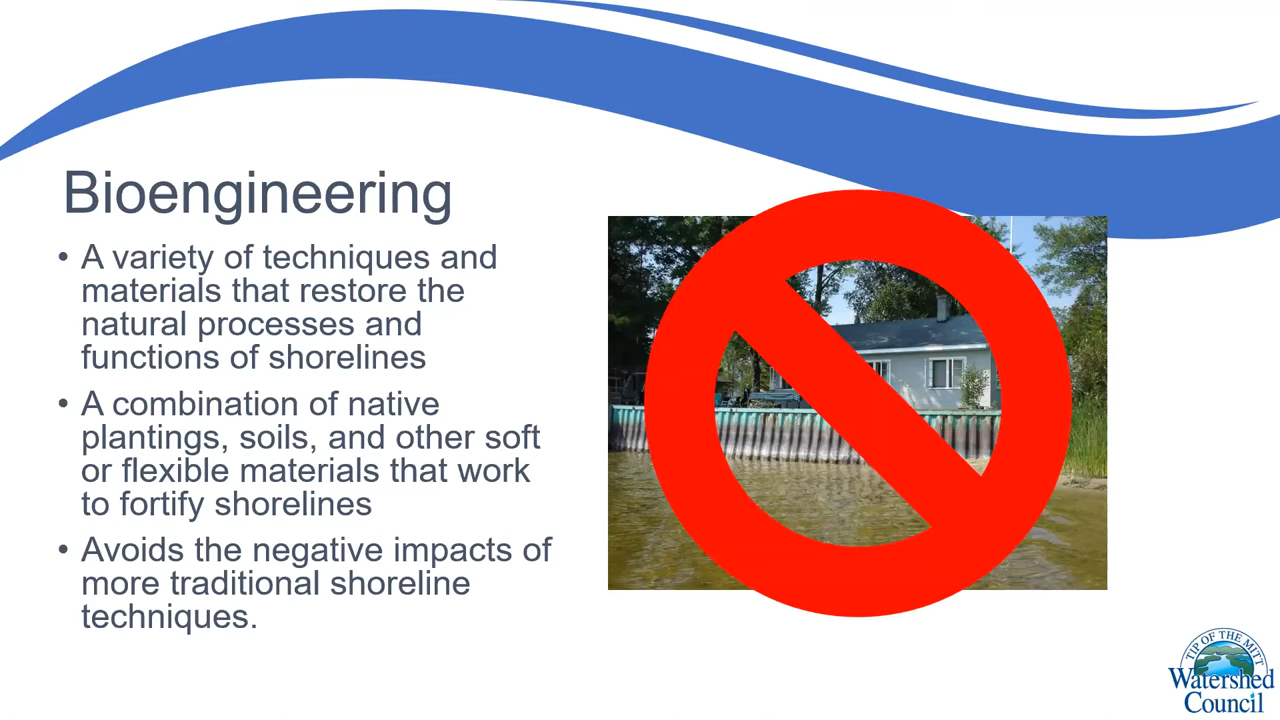 Bioengineering
• A variety of techniques and
materials that restore the
natural processes and
functions of shorelines
• A combination of native
plantings, soils, and other soft
or flexible materials that work
to fortify shorelines
• Avoids the negative impacts of
more traditional shoreline
techniques.
TIP OF THE MITT
Watershed
Council